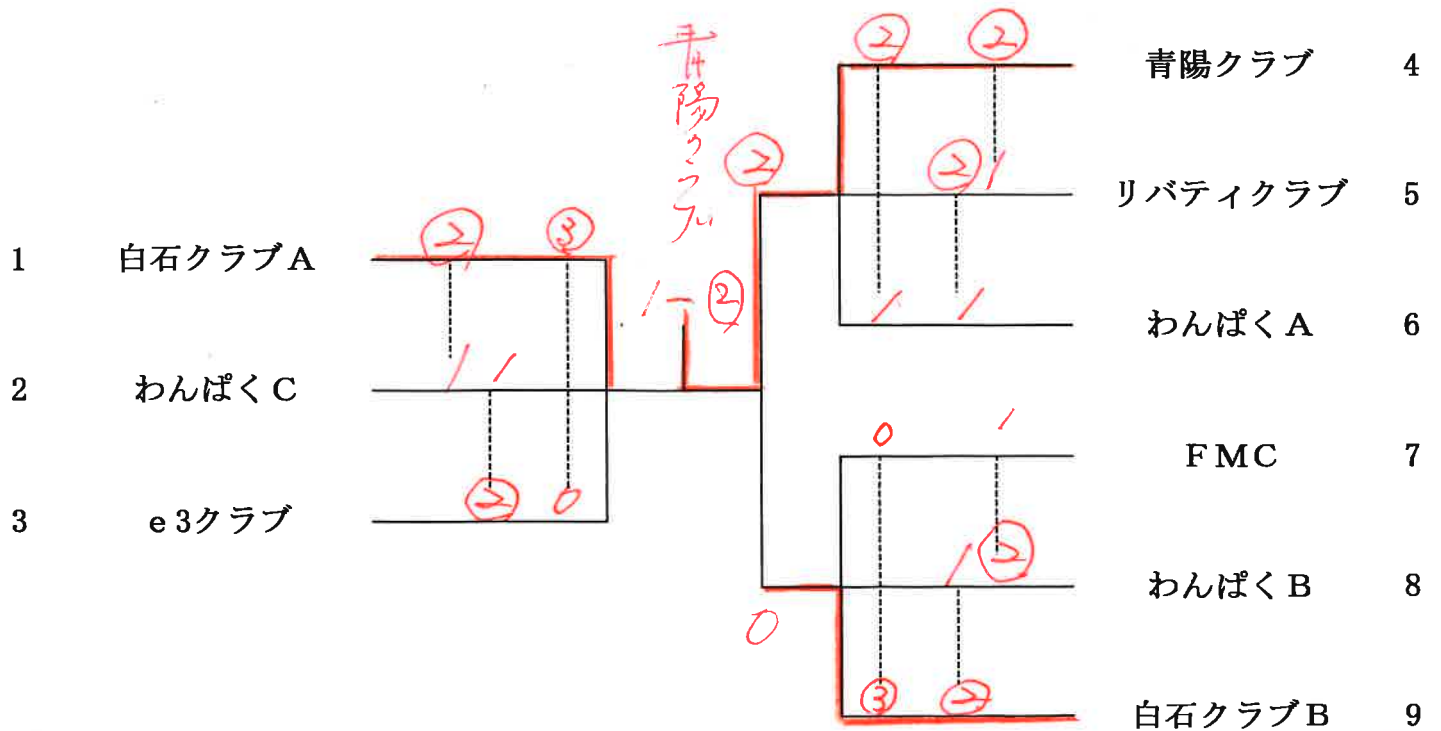 青陽クラブ
② ②
青陽クラブ 4
②
② 1
リバティクラブ 5
② ③
1 白石クラブA
1-②
1 1
わんぱくA 6
1 1
2 わんぱくC
0 1
FMC 7
② 0
3 e3クラブ
1 ②
わんぱくB 8
0
③ ②
白石クラブB 9